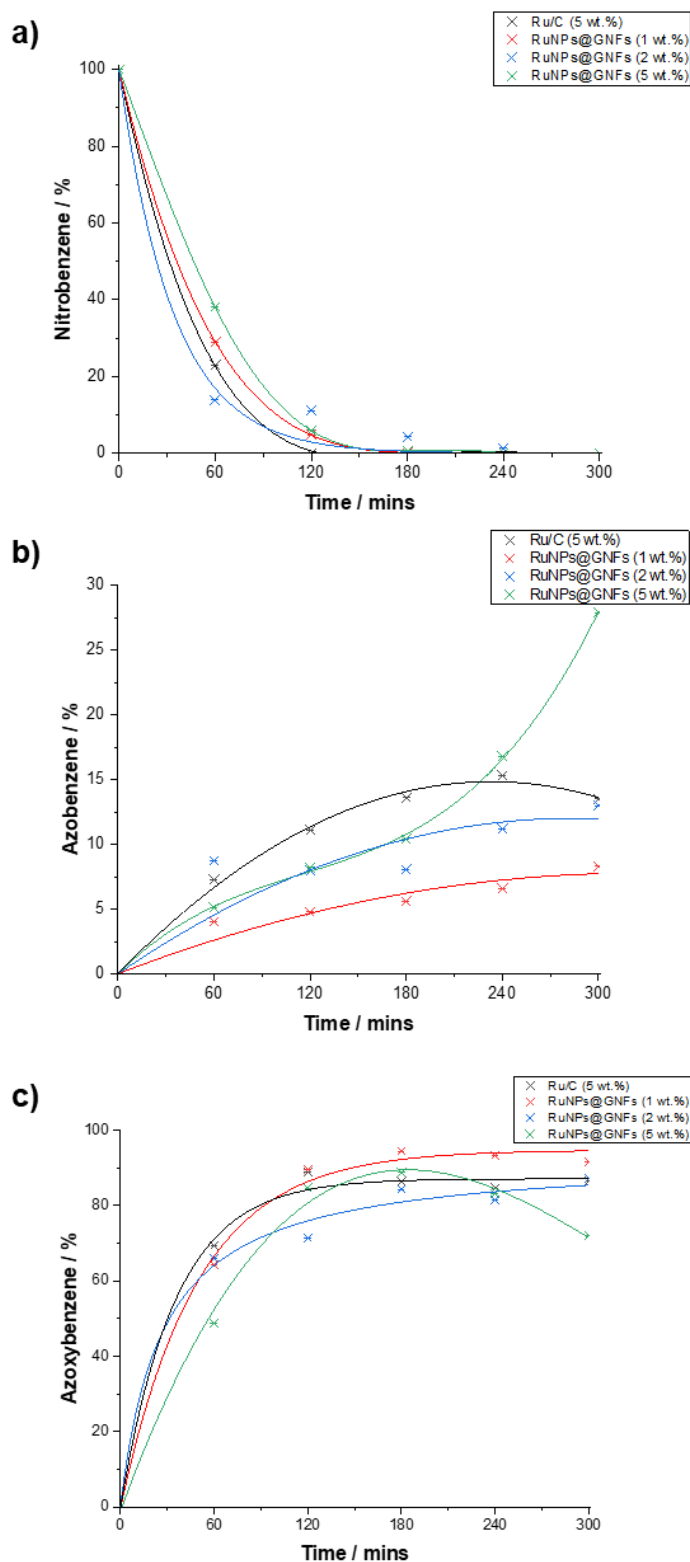 a)
Ru/C (5 wt.%)
RuNPs@GNFs (1 wt.%)
RuNPs@GNFs (2 wt.%)
RuNPs@GNFs (5 wt.%)
100
80
60
40
20
0
Nitrobenzene / %
0 60 120 180 240 300
Time / mins
b)
Ru/C (5 wt.%)
RuNPs@GNFs (1 wt.%)
RuNPs@GNFs (2 wt.%)
RuNPs@GNFs (5 wt.%)
30
25
20
15
10
5
0
Azobenzene / %
0 60 120 180 240 300
Time / mins
c)
Ru/C (5 wt.%)
RuNPs@GNFs (1 wt.%)
RuNPs@GNFs (2 wt.%)
RuNPs@GNFs (5 wt.%)
100
80
60
40
20
0
Azoxybenzene / %
0 60 120 180 240 300
Time / mins